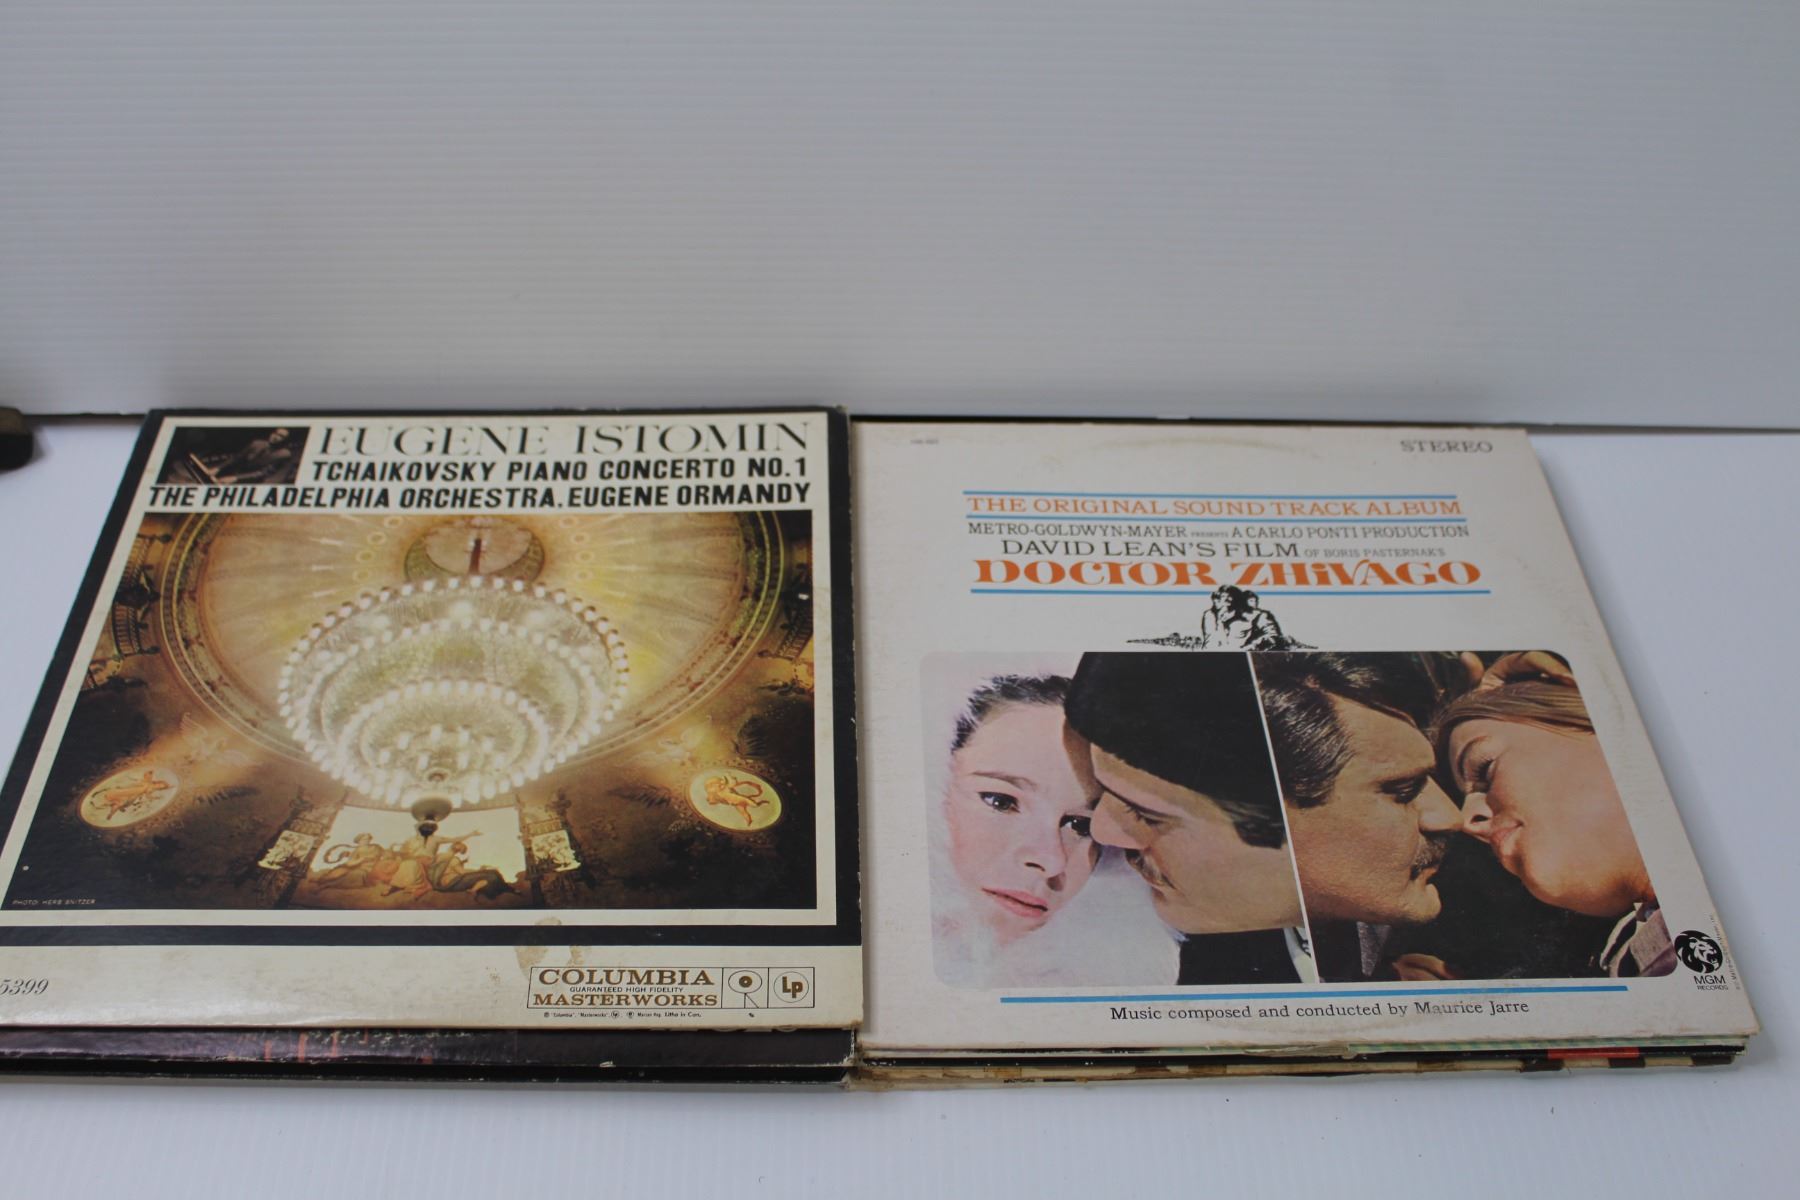 EUGENE ISTOMIN
TCHAIKOVSKY PIANO CONCERTO NO. 1
THE PHILADELPHIA ORCHESTRA, EUGENE ORMANDY
PHOTO: HERB SNITZER
5399
COLUMBIA
GUARANTEED HIGH FIDELITY
MASTERWORKS
Lp
STEREO
THE ORIGINAL SOUND TRACK ALBUM
METRO-GOLDWYN-MAYER PRESENTS A CARLO PONTI PRODUCTION
DAVID LEAN'S FILM OF BORIS PASTERNAK'S
DOCTOR ZHiVAGO
MGM
RECORDS
Music composed and conducted by Maurice Jarre